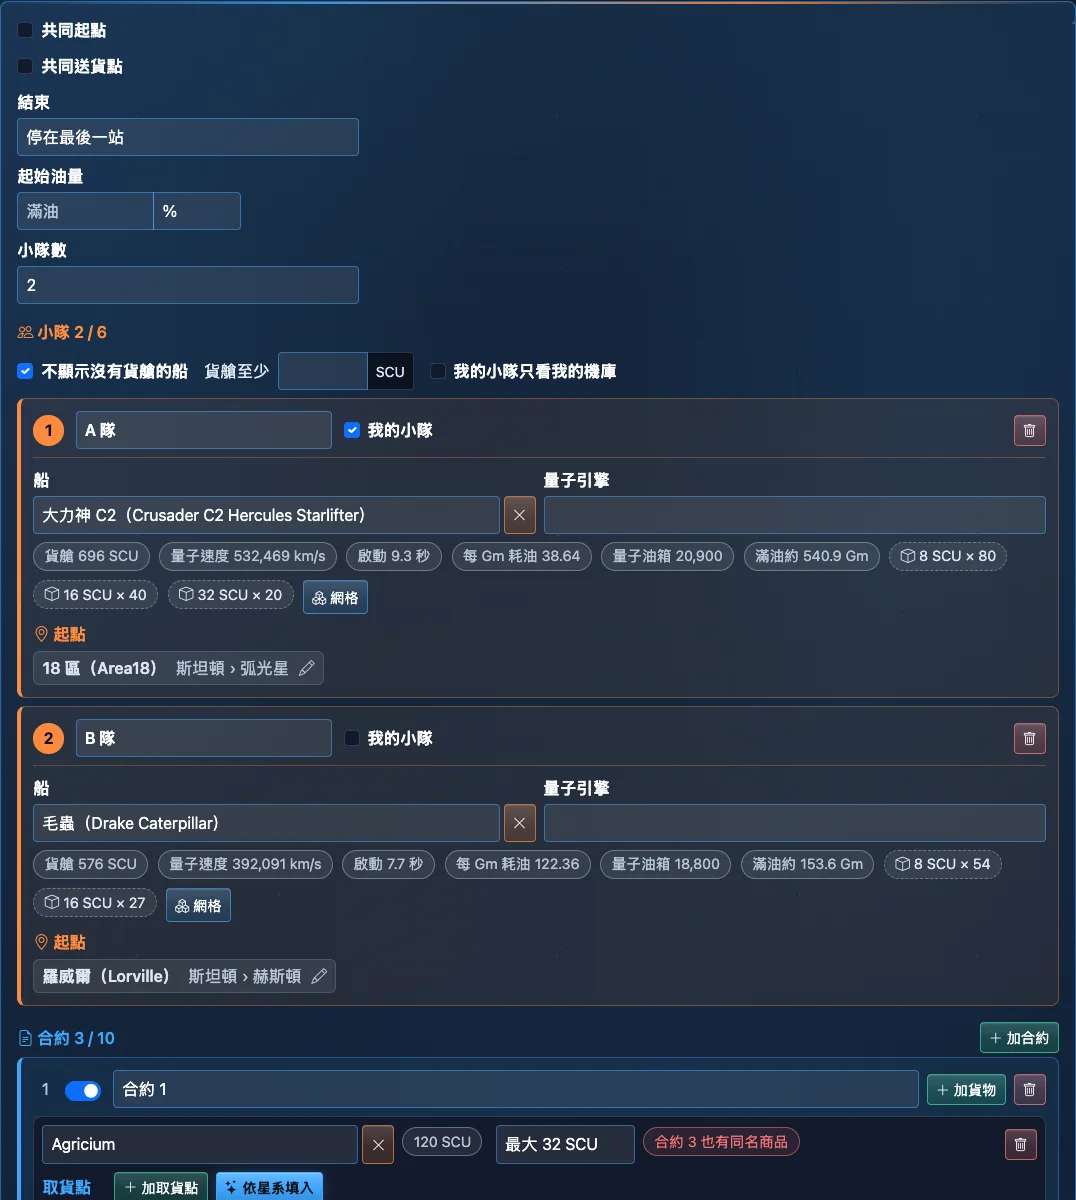 共同起點
共同送貨點
結束
停在最後一站
起始油量
滿油 %
小隊數
2
小隊 2 / 6
不顯示沒有貨艙的船 貨艙至少 SCU 我的小隊只看我的機庫
1 A 隊 我的小隊
船 量子引擎
大力神 C2（Crusader C2 Hercules Starlifter）
貨艙 696 SCU 量子速度 532,469 km/s 啟動 9.3 秒 每 Gm 耗油 38.64 量子油箱 20,900 滿油約 540.9 Gm 8 SCU × 80
16 SCU × 40 32 SCU × 20 網格
起點
18 區（Area18） 斯坦頓 › 弧光星
2 B 隊 我的小隊
船 量子引擎
毛蟲（Drake Caterpillar）
貨艙 576 SCU 量子速度 392,091 km/s 啟動 7.7 秒 每 Gm 耗油 122.36 量子油箱 18,800 滿油約 153.6 Gm 8 SCU × 54
16 SCU × 27 網格
起點
羅威爾（Lorville） 斯坦頓 › 赫斯頓
合約 3 / 10 + 加合約
1 合約 1 + 加貨物
Agricium 120 SCU 最大 32 SCU 合約 3 也有同名商品
取貨點 + 加取貨點 依星系填入